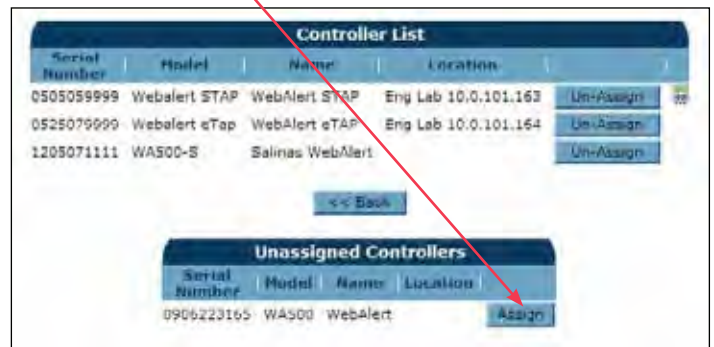 Controller List
Serial Number Model Name Location
0505059999 Webalert STAP WebAlert STAP Eng Lab 10.0.101.163 Un-Assign
0525079999 Webalert eTap WebAlert eTAP Eng Lab 10.0.101.164 Un-Assign
1205071111 WA500-S Salinas WebAlert Un-Assign
<< Back
Unassigned Controllers
Serial Number Model Name Location
0906223165 WA500 WebAlert Assign